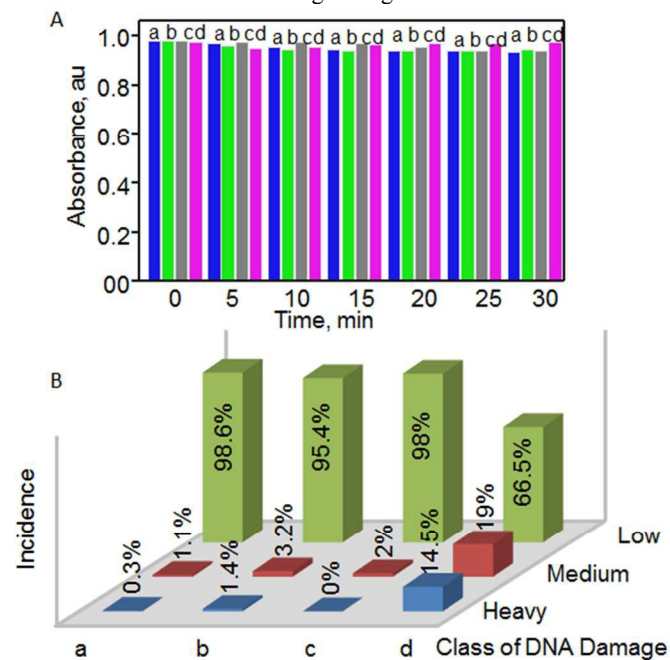 A
1.0
0.8
0.6
0.4
0.2
00
Absorbance, au
a b cd a b cd a b cd a b cd a b cd a b cd a b cd
0 5 10 15 20 25 30
Time, min
B
Incidence
98.6% 95.4% 98% 66.5%
1.1% 3.2% 2% 19%
0.3% 1.4% 0% 14.5%
Low
Medium
Heavy
a b c d Class of DNA Damage